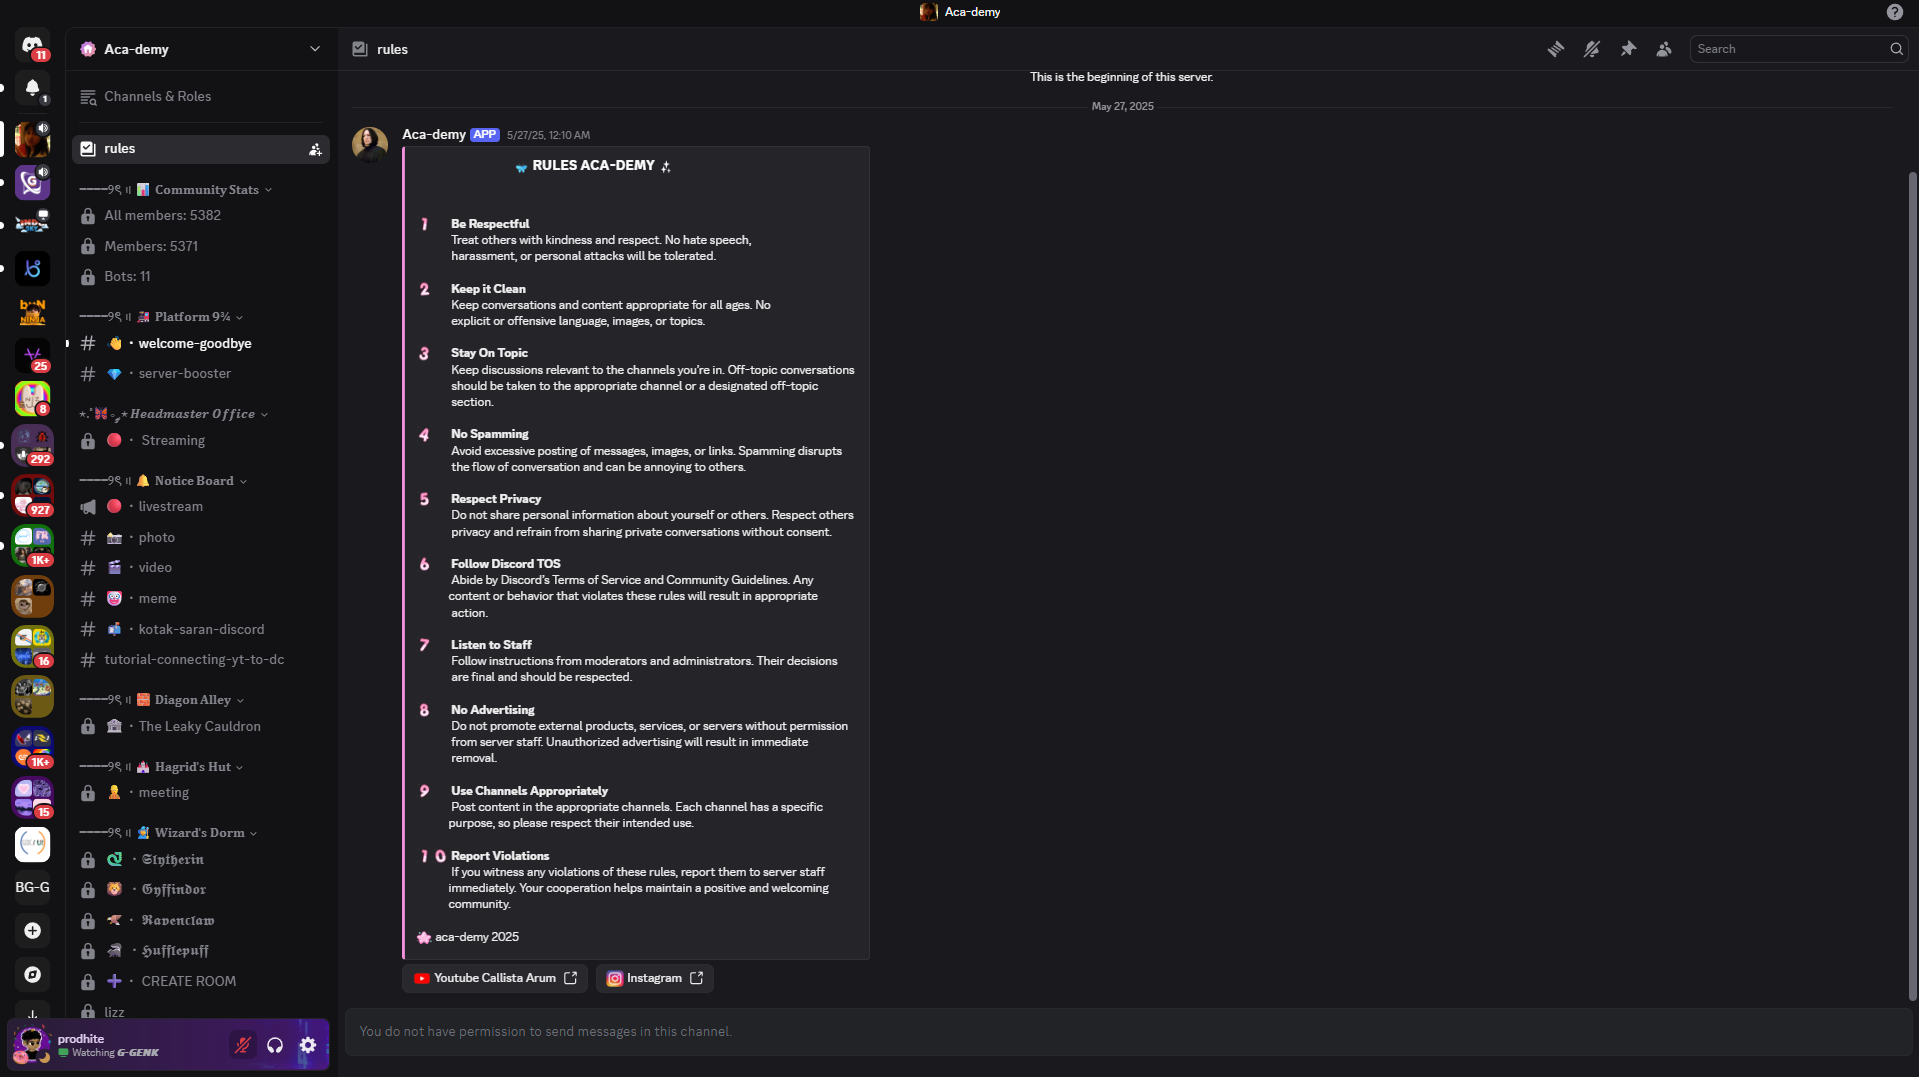 Aca-demy
11
Aca-demy
rules
Search
1
Channels & Roles
This is the beginning of this server.
May 27, 2025
rules
Aca-demy APP 5/27/25, 12:10 AM
RULES ACA-DEMY
Community Stats
All members: 5382
Members: 5371
Bots: 11
Platform 9¾
welcome-goodbye
server-booster
Headmaster Office
Streaming
Notice Board
livestream
photo
video
meme
kotak-saran-discord
tutorial-connecting-yt-to-dc
Diagon Alley
The Leaky Cauldron
Hagrid's Hut
meeting
Wizard's Dorm
Slytherin
Gyffindor
Ravenclaw
Hufflepuff
CREATE ROOM
lizz
25
8
292
927
1K+
16
1K+
15
BG-G
1 Be Respectful
Treat others with kindness and respect. No hate speech,
harassment, or personal attacks will be tolerated.
2 Keep it Clean
Keep conversations and content appropriate for all ages. No
explicit or offensive language, images, or topics.
3 Stay On Topic
Keep discussions relevant to the channels you're in. Off-topic conversations
should be taken to the appropriate channel or a designated off-topic
section.
4 No Spamming
Avoid excessive posting of messages, images, or links. Spamming disrupts
the flow of conversation and can be annoying to others.
5 Respect Privacy
Do not share personal information about yourself or others. Respect others
privacy and refrain from sharing private conversations without consent.
6 Follow Discord TOS
Abide by Discord's Terms of Service and Community Guidelines. Any
content or behavior that violates these rules will result in appropriate
action.
7 Listen to Staff
Follow instructions from moderators and administrators. Their decisions
are final and should be respected.
8 No Advertising
Do not promote external products, services, or servers without permission
from server staff. Unauthorized advertising will result in immediate
removal.
9 Use Channels Appropriately
Post content in the appropriate channels. Each channel has a specific
purpose, so please respect their intended use.
1 0 Report Violations
If you witness any violations of these rules, report them to server staff
immediately. Your cooperation helps maintain a positive and welcoming
community.
aca-demy 2025
Youtube Callista Arum
Instagram
You do not have permission to send messages in this channel.
prodhite
Watching G-GENK